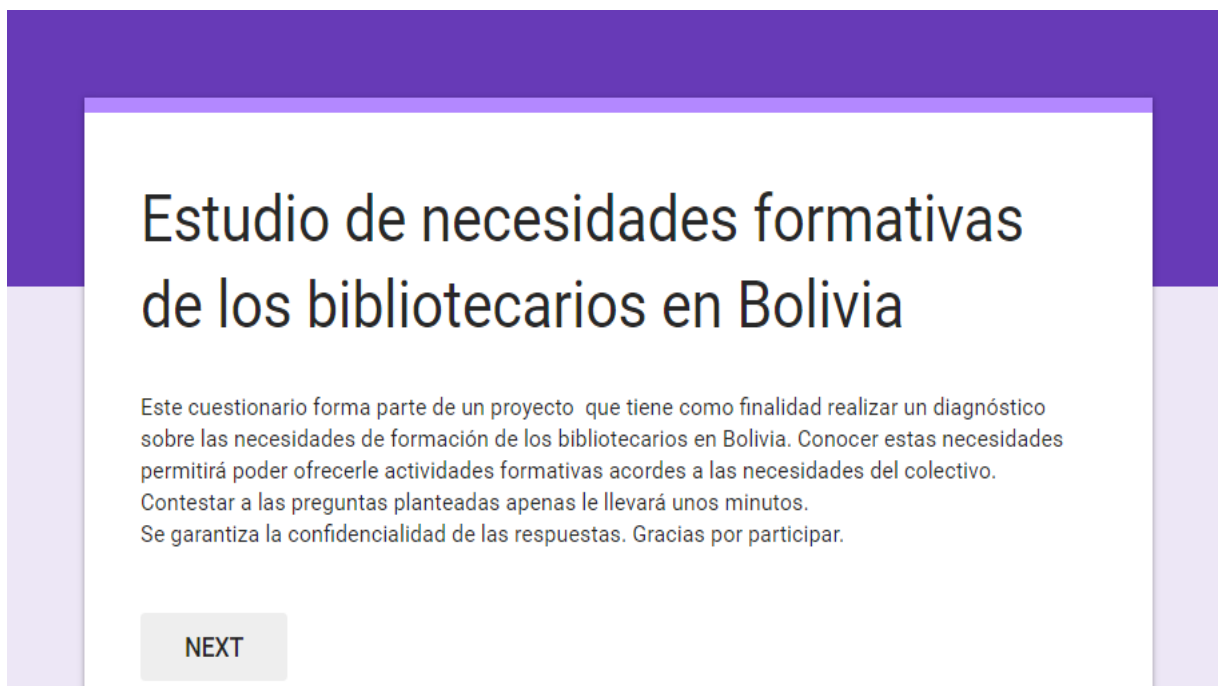 Estudio de necesidades formativas
de los bibliotecarios en Bolivia
Este cuestionario forma parte de un proyecto  que tiene como finalidad realizar un diagnóstico
sobre las necesidades de formación de los bibliotecarios en Bolivia. Conocer estas necesidades
permitirá poder ofrecerle actividades formativas acordes a las necesidades del colectivo.
Contestar a las preguntas planteadas apenas le llevará unos minutos.
Se garantiza la confidencialidad de las respuestas. Gracias por participar.
NEXT